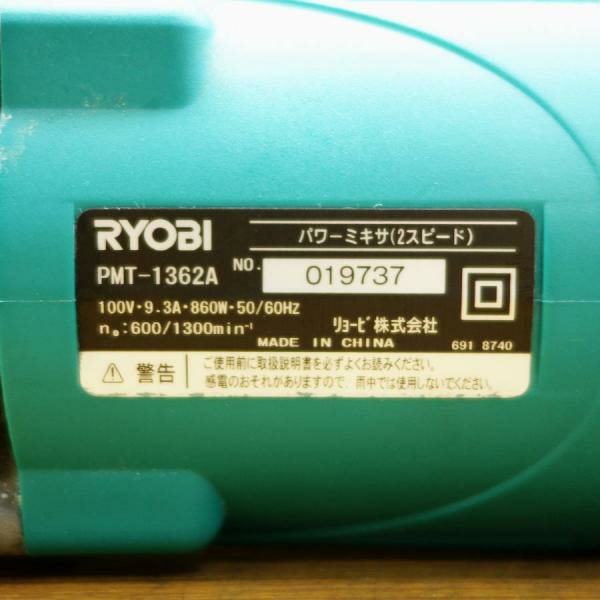 RYOBI
パワーミキサ(2スピード)
PMT-1362A
NO. 019737
100V・9.3A・860W・50/60Hz
n₀:600/1300min⁻¹
リョービ株式会社
MADE IN CHINA
691 8740
⚠ 警告
ご使用前に取扱説明書を必ずよくお読みください。
感電のおそれがありますので、雨中では使用しないでください。